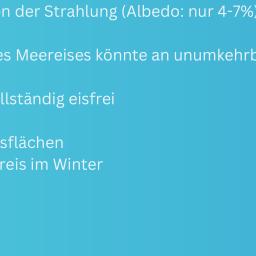 n der Strahlung (Albedo: nur 4-7%)
es Meereises könnte an unumkehrb
llständig eisfrei
sflächen
reis im Winter